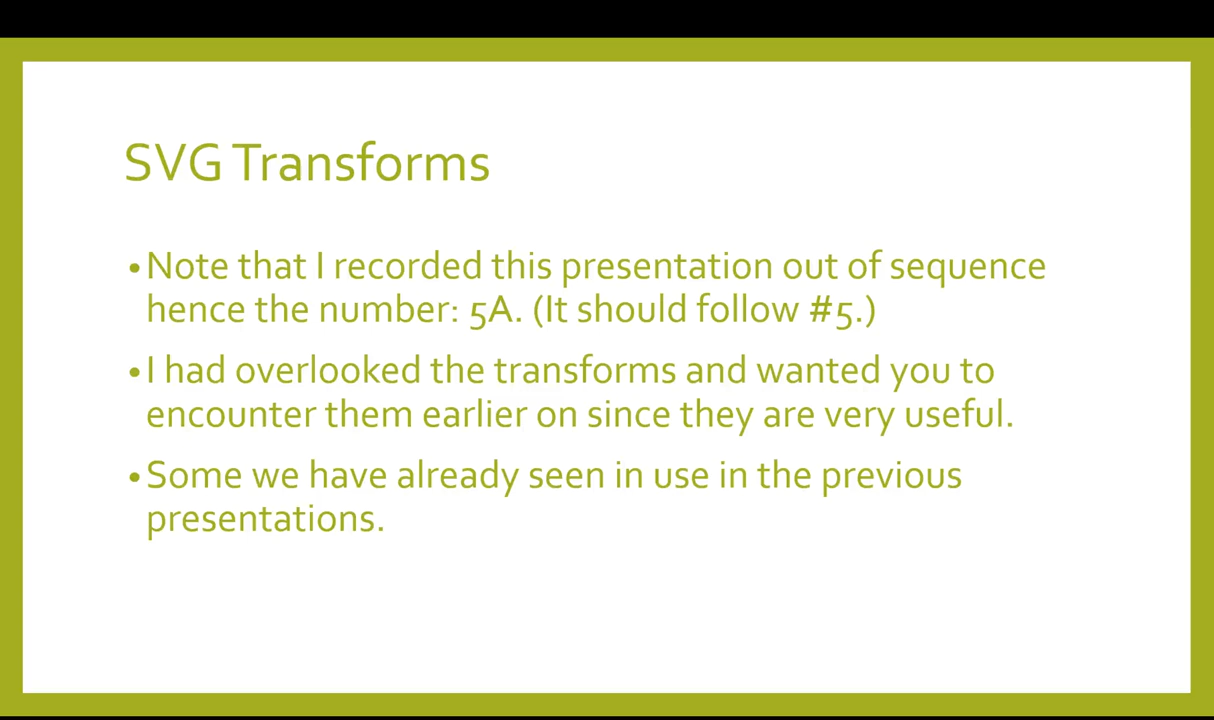 SVG Transforms
•Note that I recorded this presentation out of sequence
hence the number: 5A. (It should follow #5.)
•I had overlooked the transforms and wanted you to
encounter them earlier on since they are very useful.
•Some we have already seen in use in the previous
presentations.